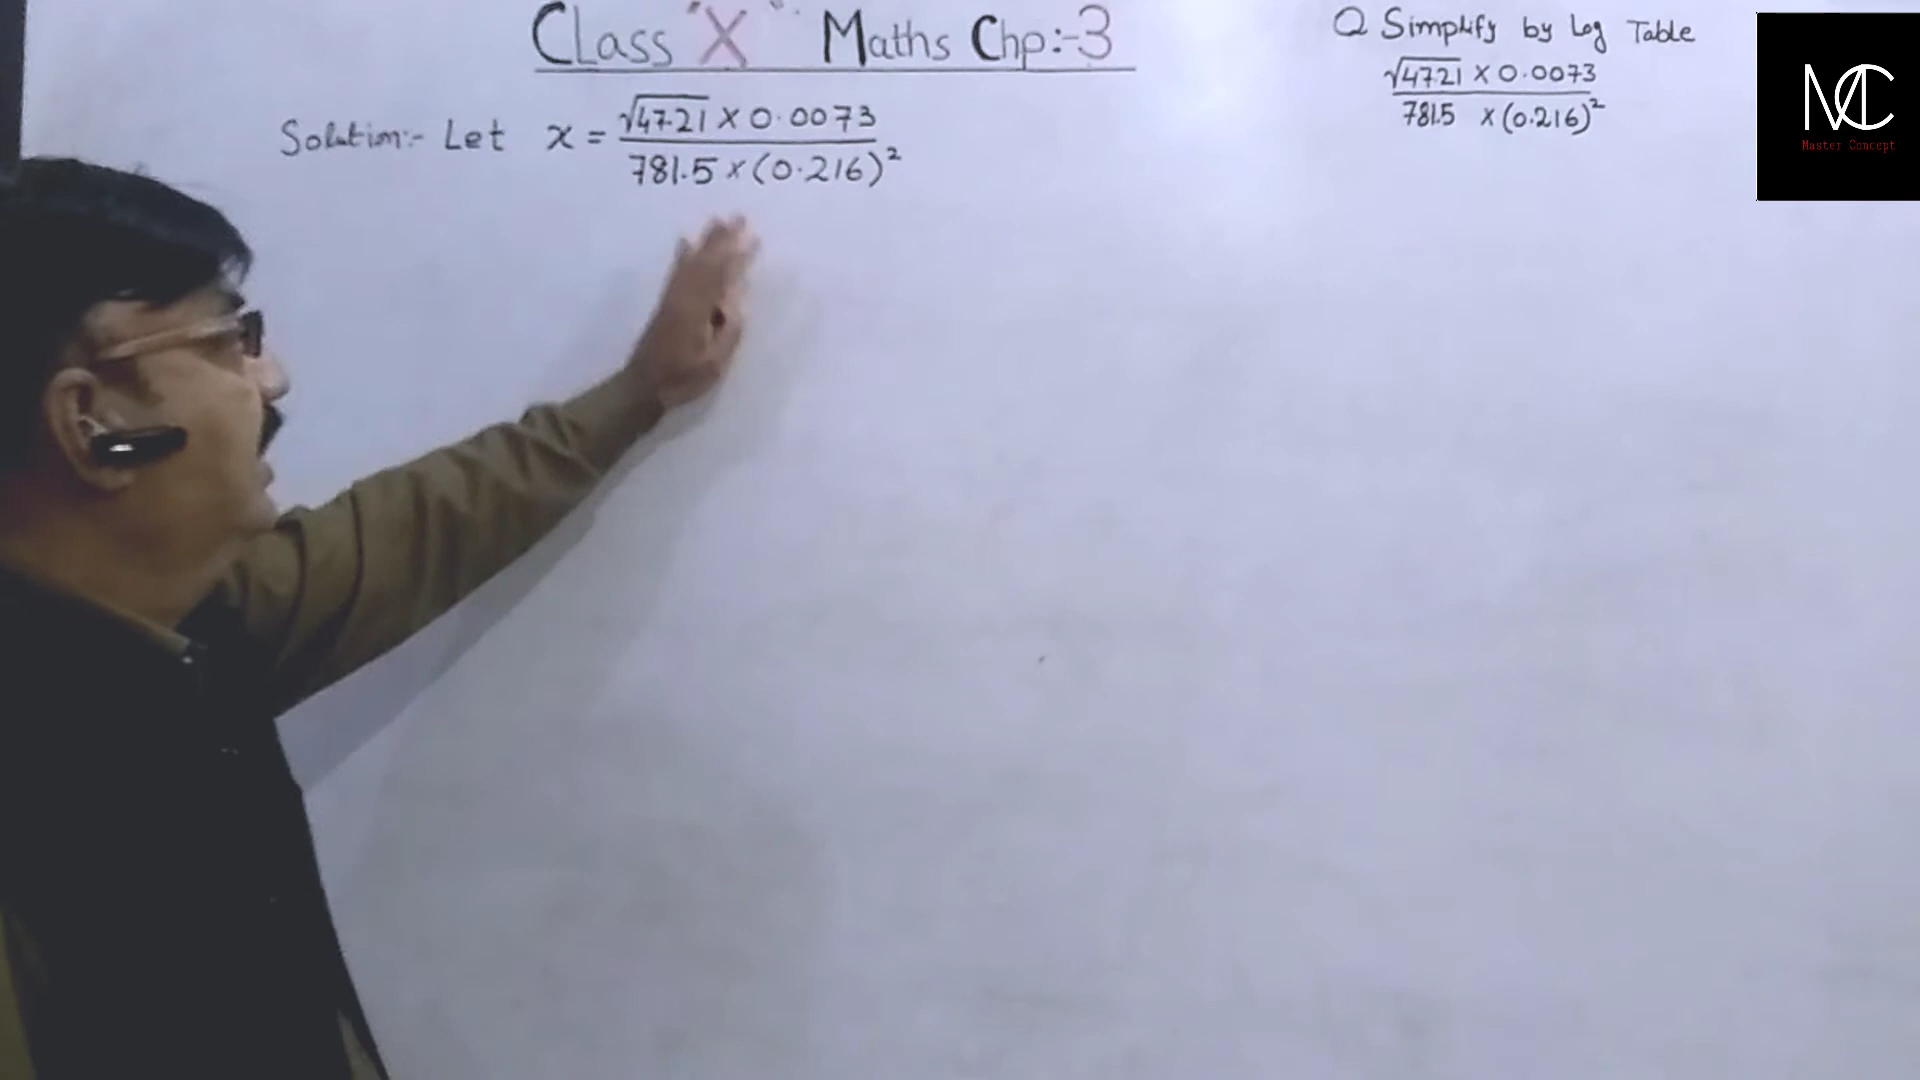 Class "X" Maths Chp:-3
Solution:- Let x = √47.21 X 0.0073
781.5 x (0.216)²
Q Simplify by Log Table
√47.21 X 0.0073
781.5 x (0.216)²
MC
Master Concept